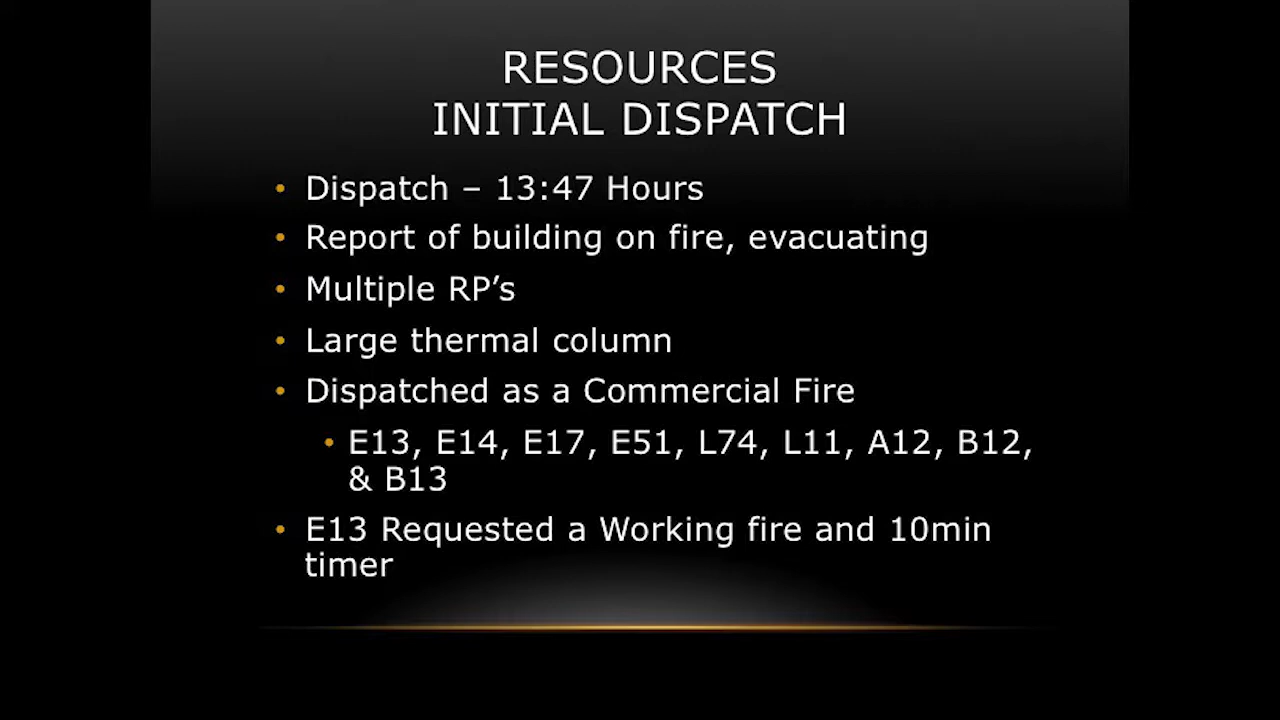 RESOURCES
INITIAL DISPATCH
• Dispatch – 13:47 Hours
• Report of building on fire, evacuating
• Multiple RP’s
• Large thermal column
• Dispatched as a Commercial Fire
• E13, E14, E17, E51, L74, L11, A12, B12,
& B13
• E13 Requested a Working fire and 10min
timer